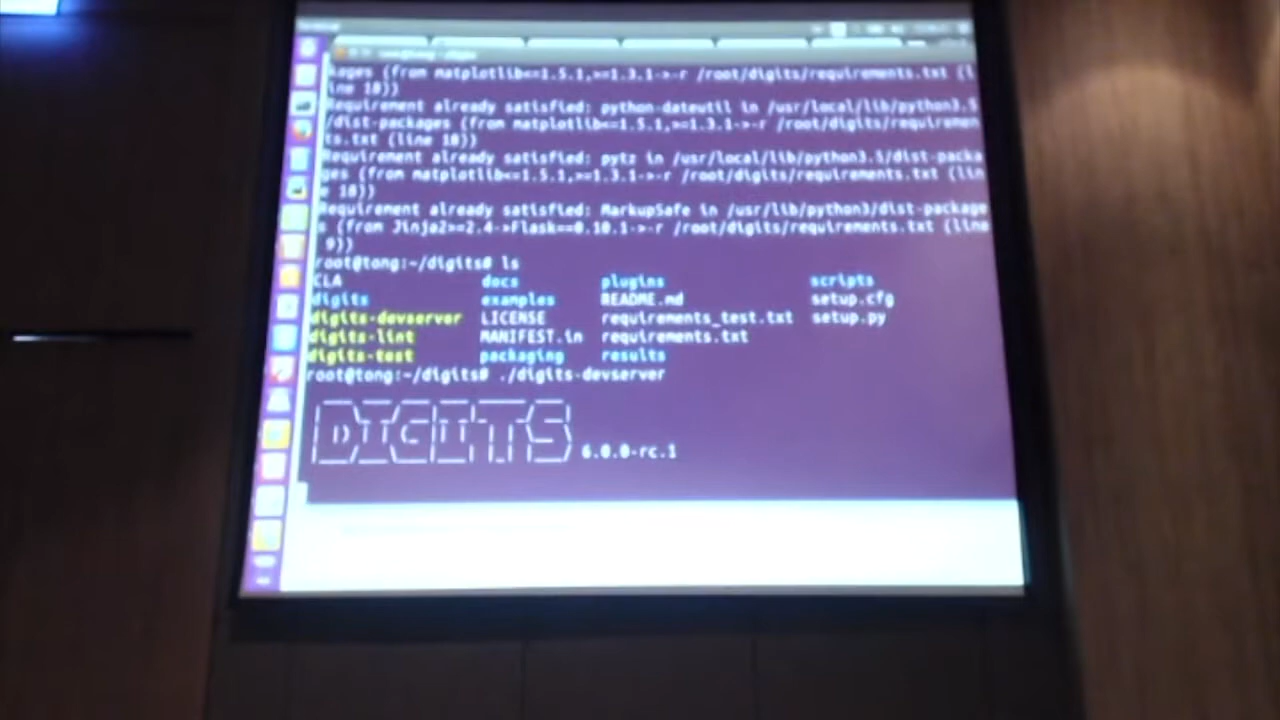 kages (from matplotlib<=1.5.1,>=1.3.1->-r /root/digits/requirements.txt (l
ine 18))
Requirement already satisfied: python-dateutil in /usr/local/lib/python3.5
/dist-packages (from matplotlib<=1.5.1,>=1.3.1->-r /root/digits/requiremen
ts.txt (line 18))
Requirement already satisfied: pytz in /usr/local/lib/python3.5/dist-packa
ges (from matplotlib<=1.5.1,>=1.3.1->-r /root/digits/requirements.txt (lin
e 18))
Requirement already satisfied: MarkupSafe in /usr/lib/python3/dist-package
s (from Jinja2>=2.4->Flask==0.10.1->-r /root/digits/requirements.txt (line
9))
root@tong:~/digits# ls
CLA docs plugins scripts
digits examples README.md setup.cfg
digits-devserver LICENSE requirements_test.txt setup.py
digits-lint MANIFEST.in requirements.txt
digits-test packaging results
root@tong:~/digits# ./digits-devserver
DIGITS 6.0.0-rc.1